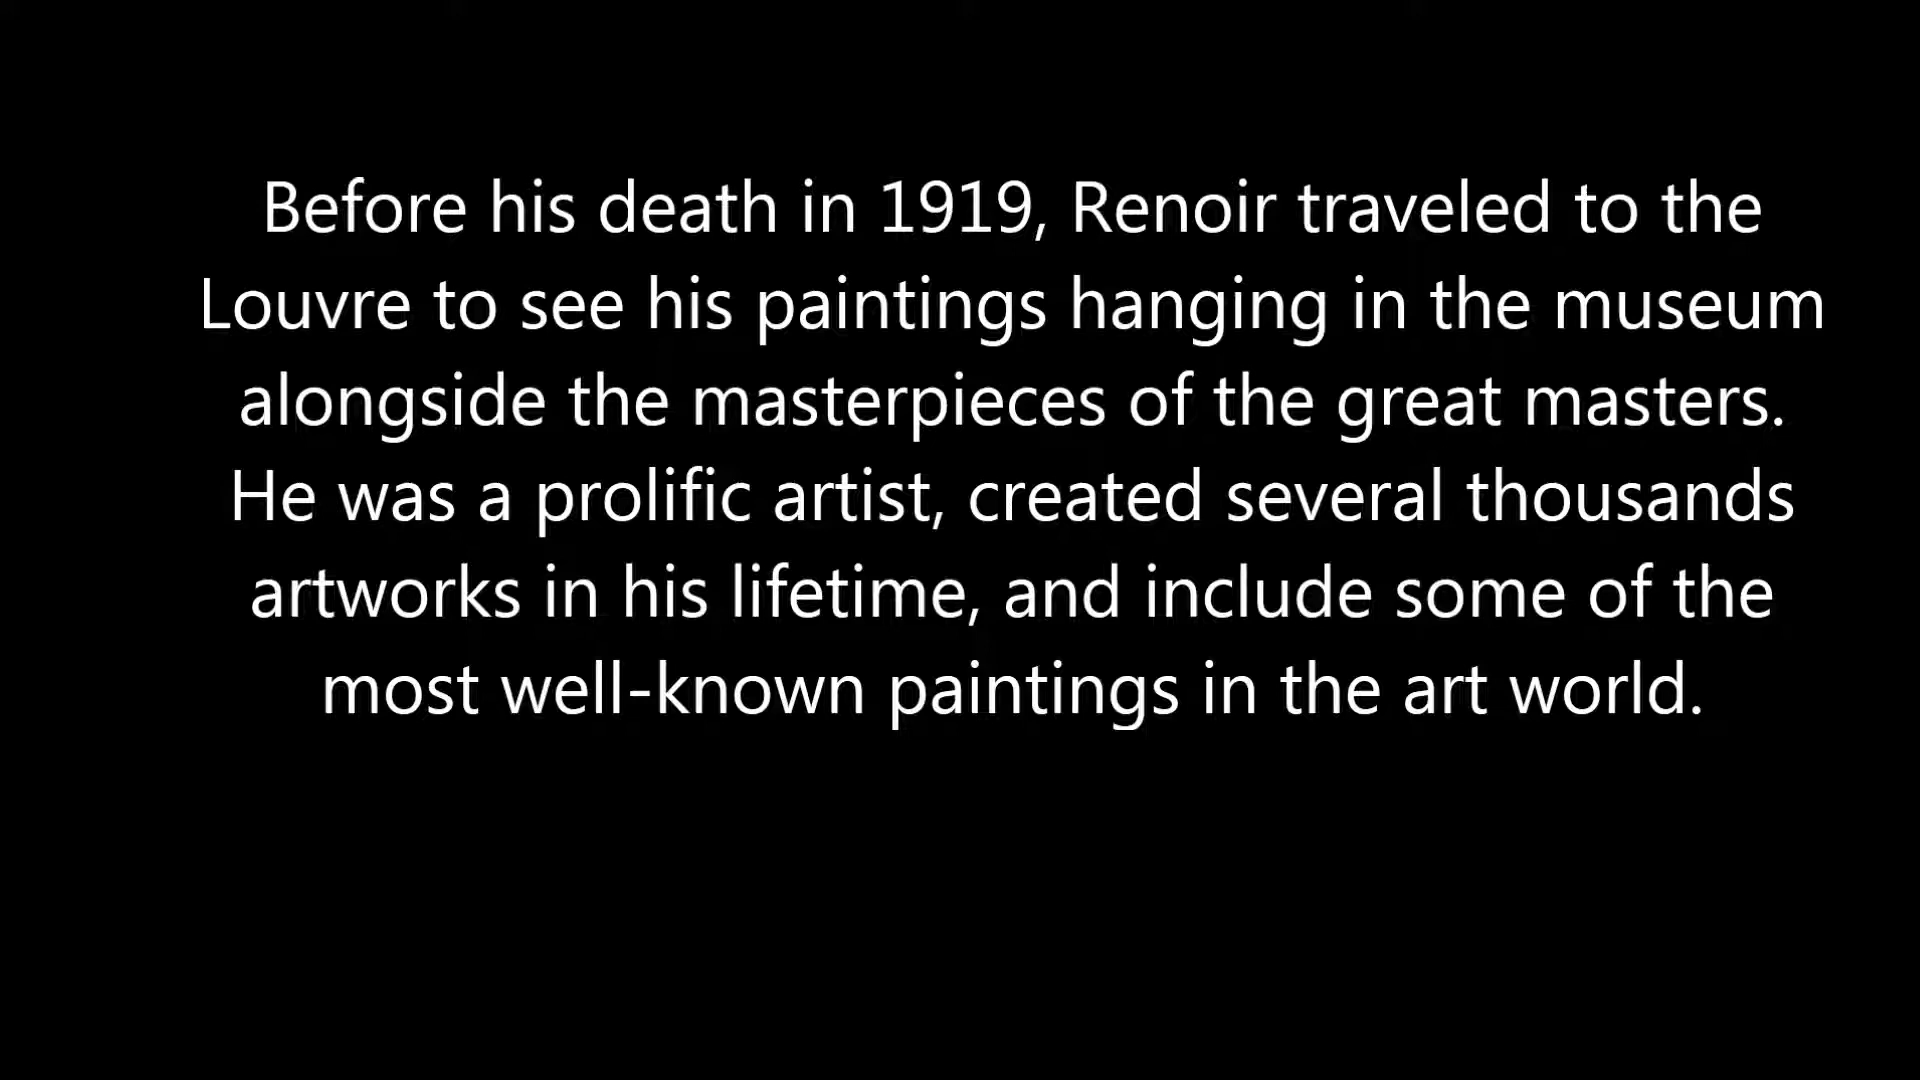 Before his death in 1919, Renoir traveled to the
Louvre to see his paintings hanging in the museum
alongside the masterpieces of the great masters.
He was a prolific artist, created several thousands
artworks in his lifetime, and include some of the
most well-known paintings in the art world.